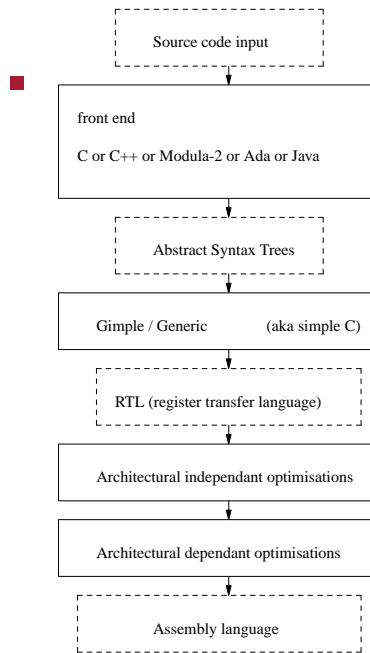 Source code input
front end
C or C++ or Modula-2 or Ada or Java
Abstract Syntax Trees
Gimple / Generic (aka simple C)
RTL (register transfer language)
Architectural independant optimisations
Architectural dependant optimisations
Assembly language